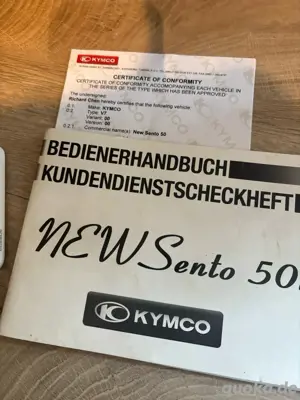 KYMCO
CERTIFICATE OF CONFORMITY
CERTIFICATE OF CONFORMITY ACCOMPANYING EACH VEHICLE IN
THE SERIES OF THE TYPE WHICH HAS BEEN APPROVED
The undersigned:
Richard Chen hereby certifies that the following vehicle
0.1 Make: KYMCO
0.2 Type: V7
Variant: 00
Version: 00
0.2.1 Commercial name(s): New Sento 50
BEDIENERHANDBUCH
KUNDENDIENSTSCHECKHEFT
NEW Sento 50
KYMCO
quoka.de